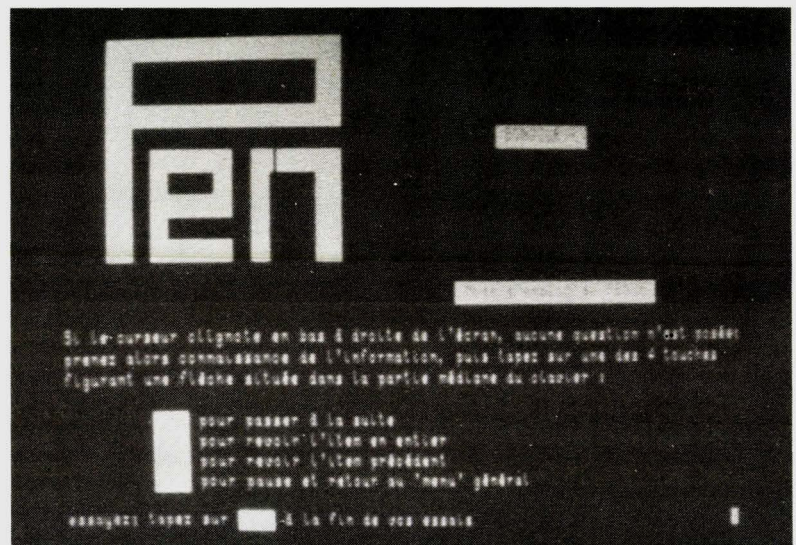 Pen
Si le curseur clignote en bas à droite de l'écran, aucune question n'est posée;
prenez alors connaissance de l'information, puis tapez sur une des 4 touches
figurant une flèche située dans la partie médiane du clavier :
pour passer à la suite
pour revoir l'item en entier
pour revoir l'item précédent
pour pause et retour au 'menu' général
essayez: tapez sur à la fin de vos essais